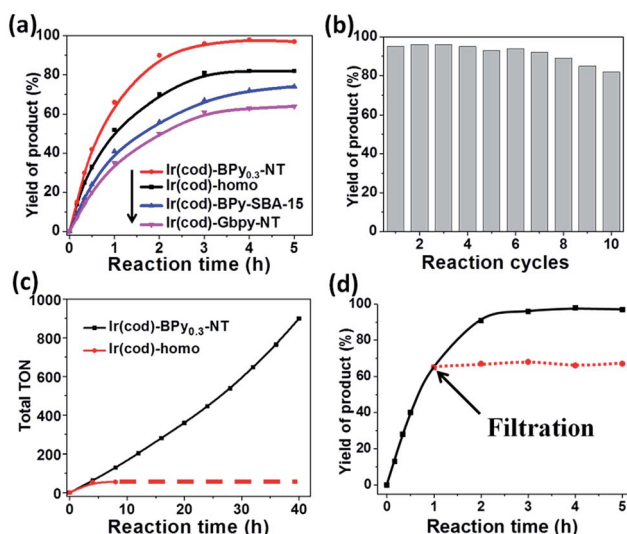 (a)
Yield of product (%)
100
80
60
40
20
0
Ir(cod)-BPy0.3-NT
Ir(cod)-homo
Ir(cod)-BPy-SBA-15
Ir(cod)-Gbpy-NT
0 1 2 3 4 5
Reaction time (h)
(b)
Yield of product (%)
100
80
60
40
20
0
2 4 6 8 10
Reaction cycles
(c)
Total TON
1000
800
600
400
200
0
Ir(cod)-BPy0.3-NT
Ir(cod)-homo
0 10 20 30 40
Reaction time (h)
(d)
Yield of product (%)
100
80
60
40
20
0
Filtration
0 1 2 3 4 5
Reaction time (h)